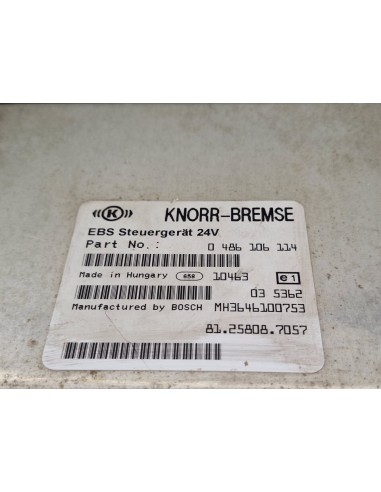 ((K)) KNORR-BREMSE
EBS Steuergerät 24V
Part No.: 0 486 106 114
Made in Hungary 658 10463 e1
03 5362
Manufactured by BOSCH MH3646100753
81.25808.7057